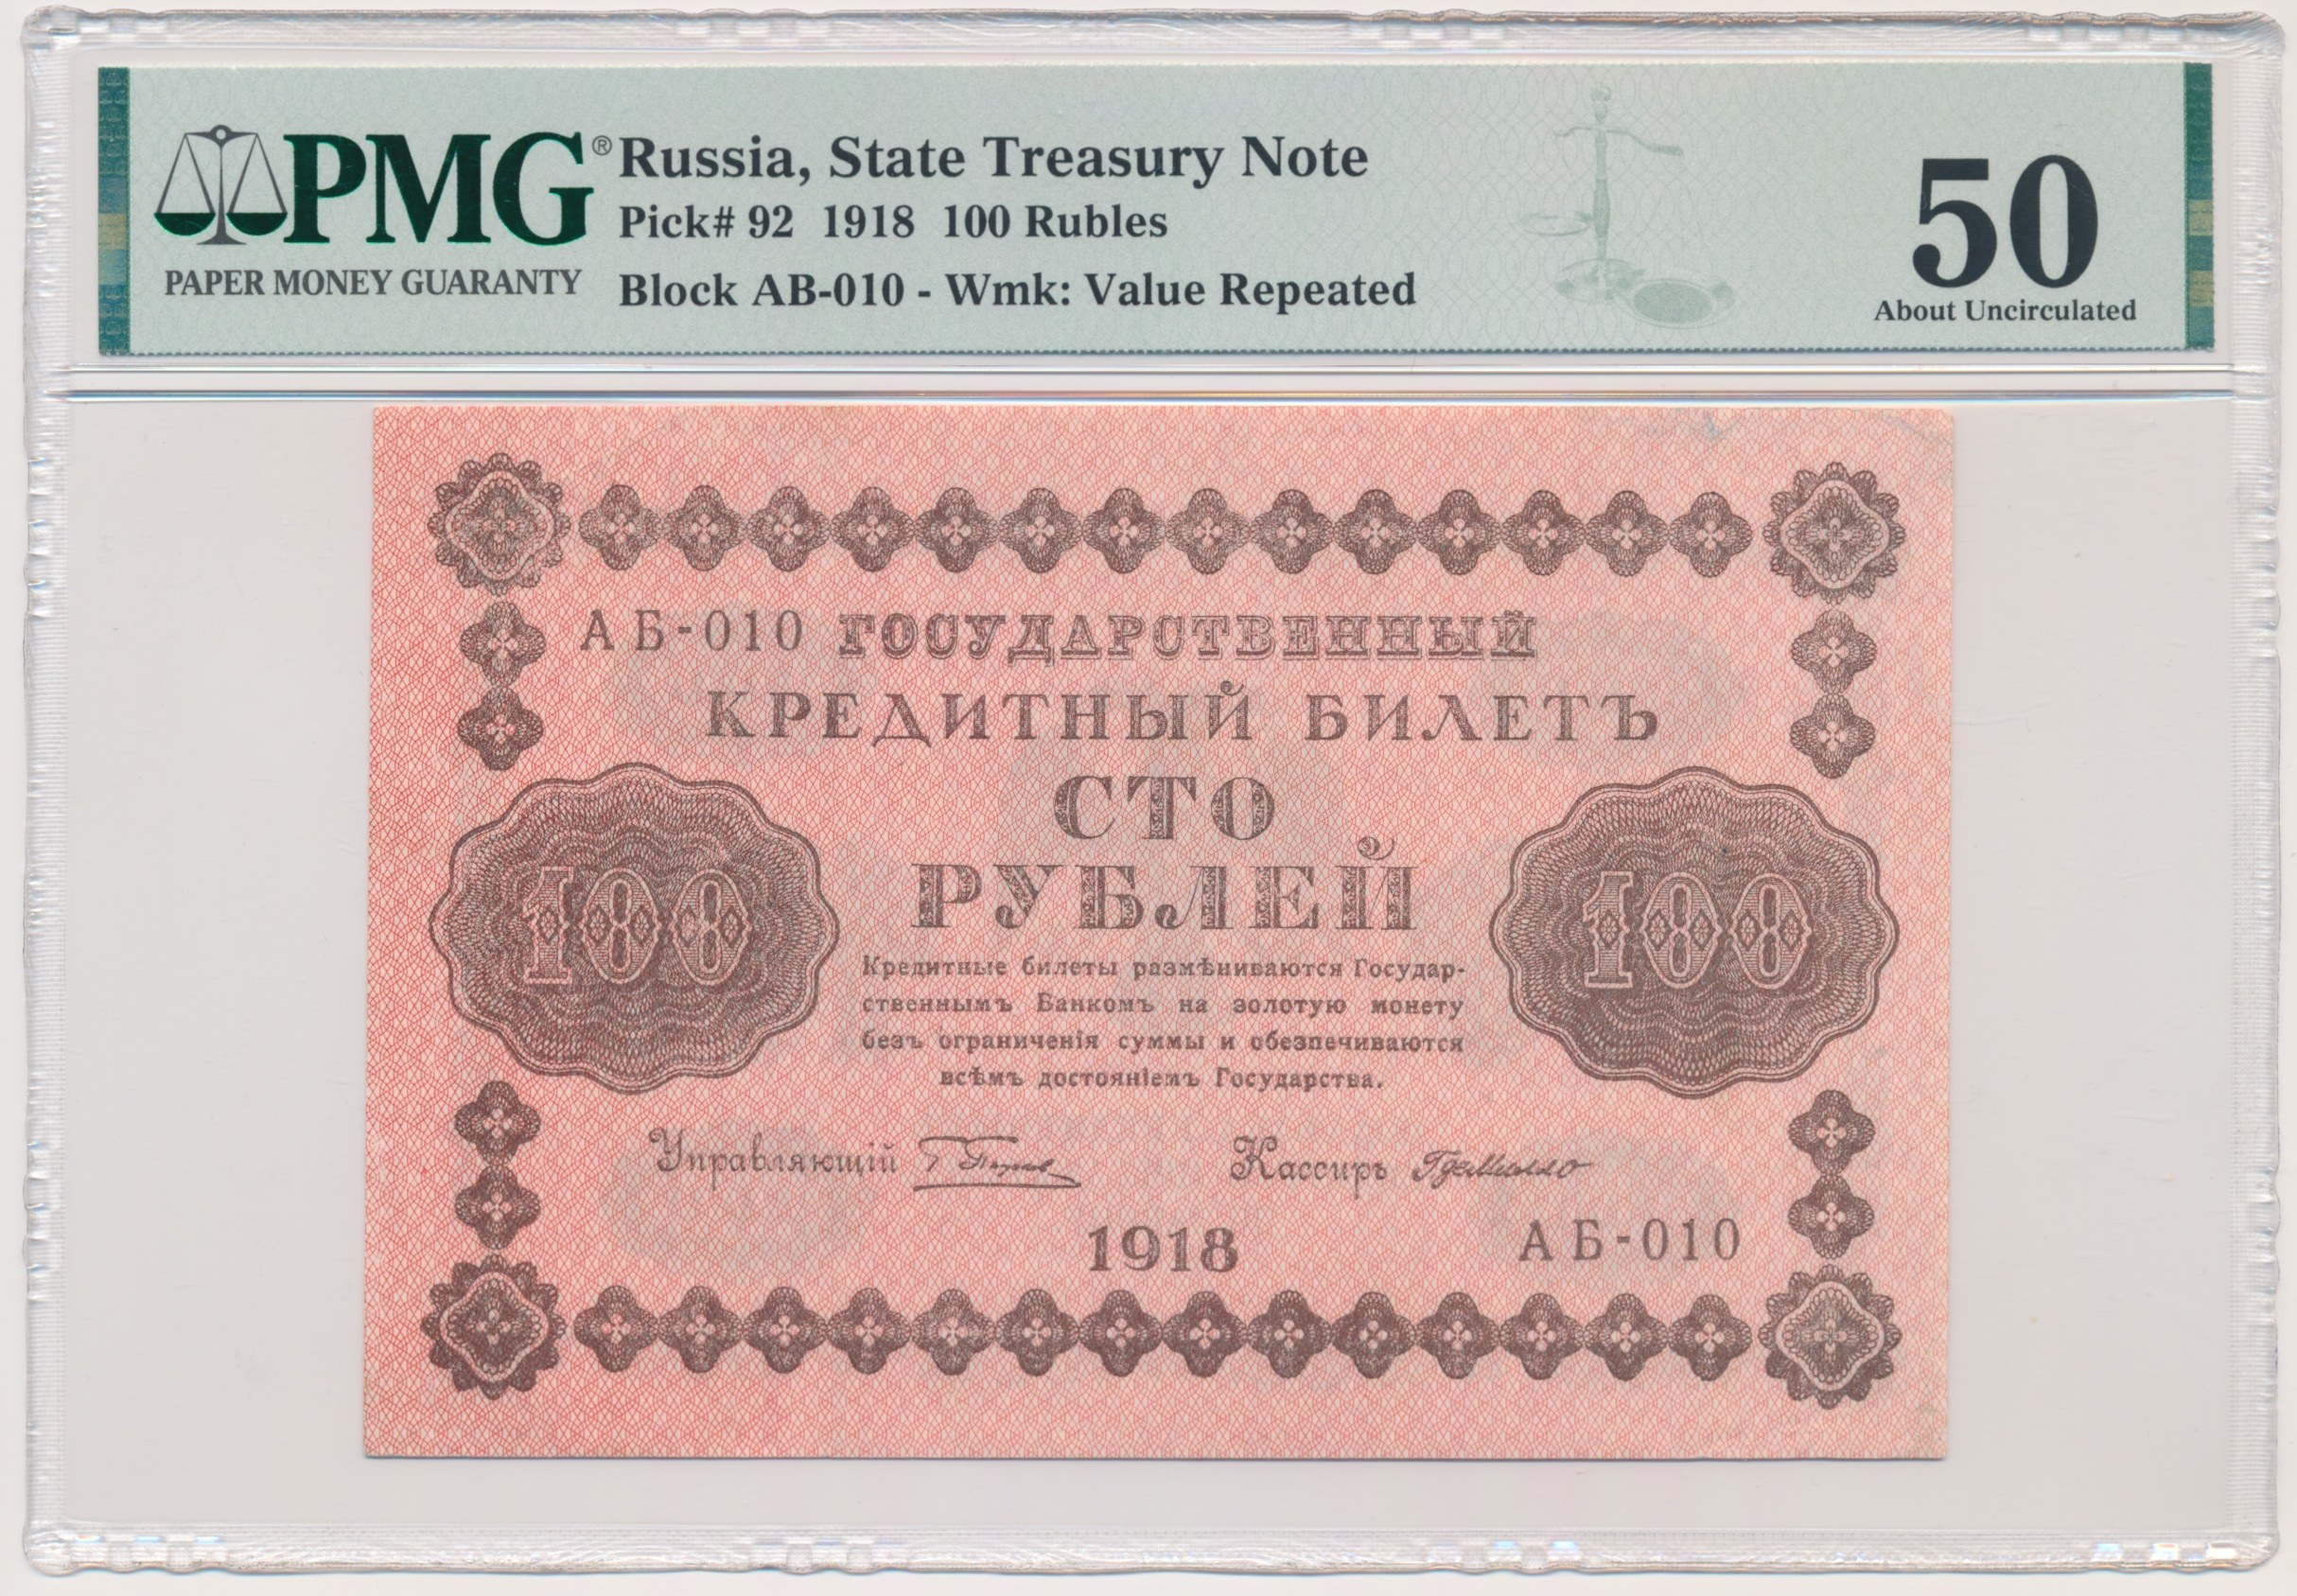 PMG®
PAPER MONEY GUARANTY
Russia, State Treasury Note
Pick# 92 1918 100 Rubles
Block AB-010 - Wmk: Value Repeated
50
About Uncirculated
АБ-010 ГОСУДАРСТВЕННЫЙ
КРЕДИТНЫЙ БИЛЕТЪ
СТО
РУБЛЕЙ
100
100
Кредитные билеты размѣниваются Государ-
ственнымъ Банкомъ на золотую монету
безъ ограниченія суммы и обезпечиваются
всѣмъ достояніемъ Государства.
Управляющій
Кассиръ
1918
АБ-010